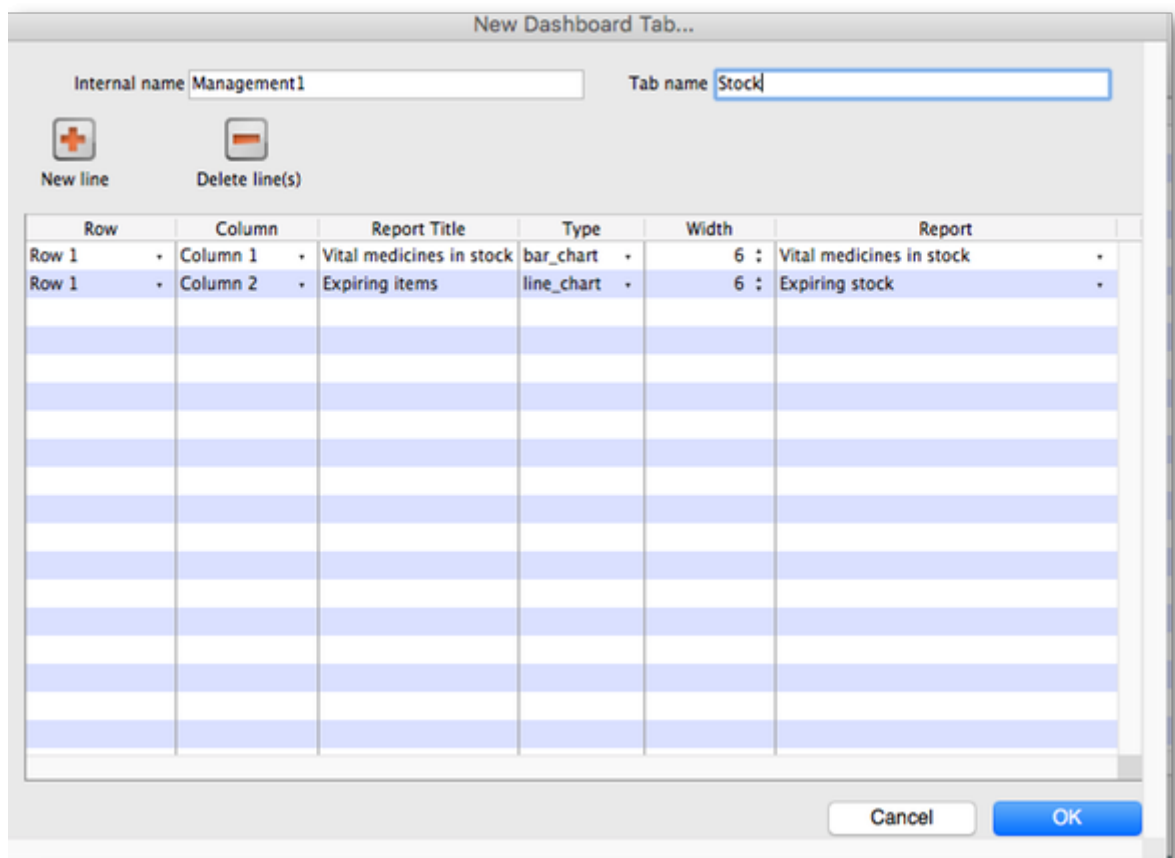 New Dashboard Tab...
Internal name Management1 Tab name Stock
New line Delete line(s)
Row Column Report Title Type Width Report
Row 1 Column 1 Vital medicines in stock bar_chart 6 Vital medicines in stock
Row 1 Column 2 Expiring items line_chart 6 Expiring stock
Cancel OK